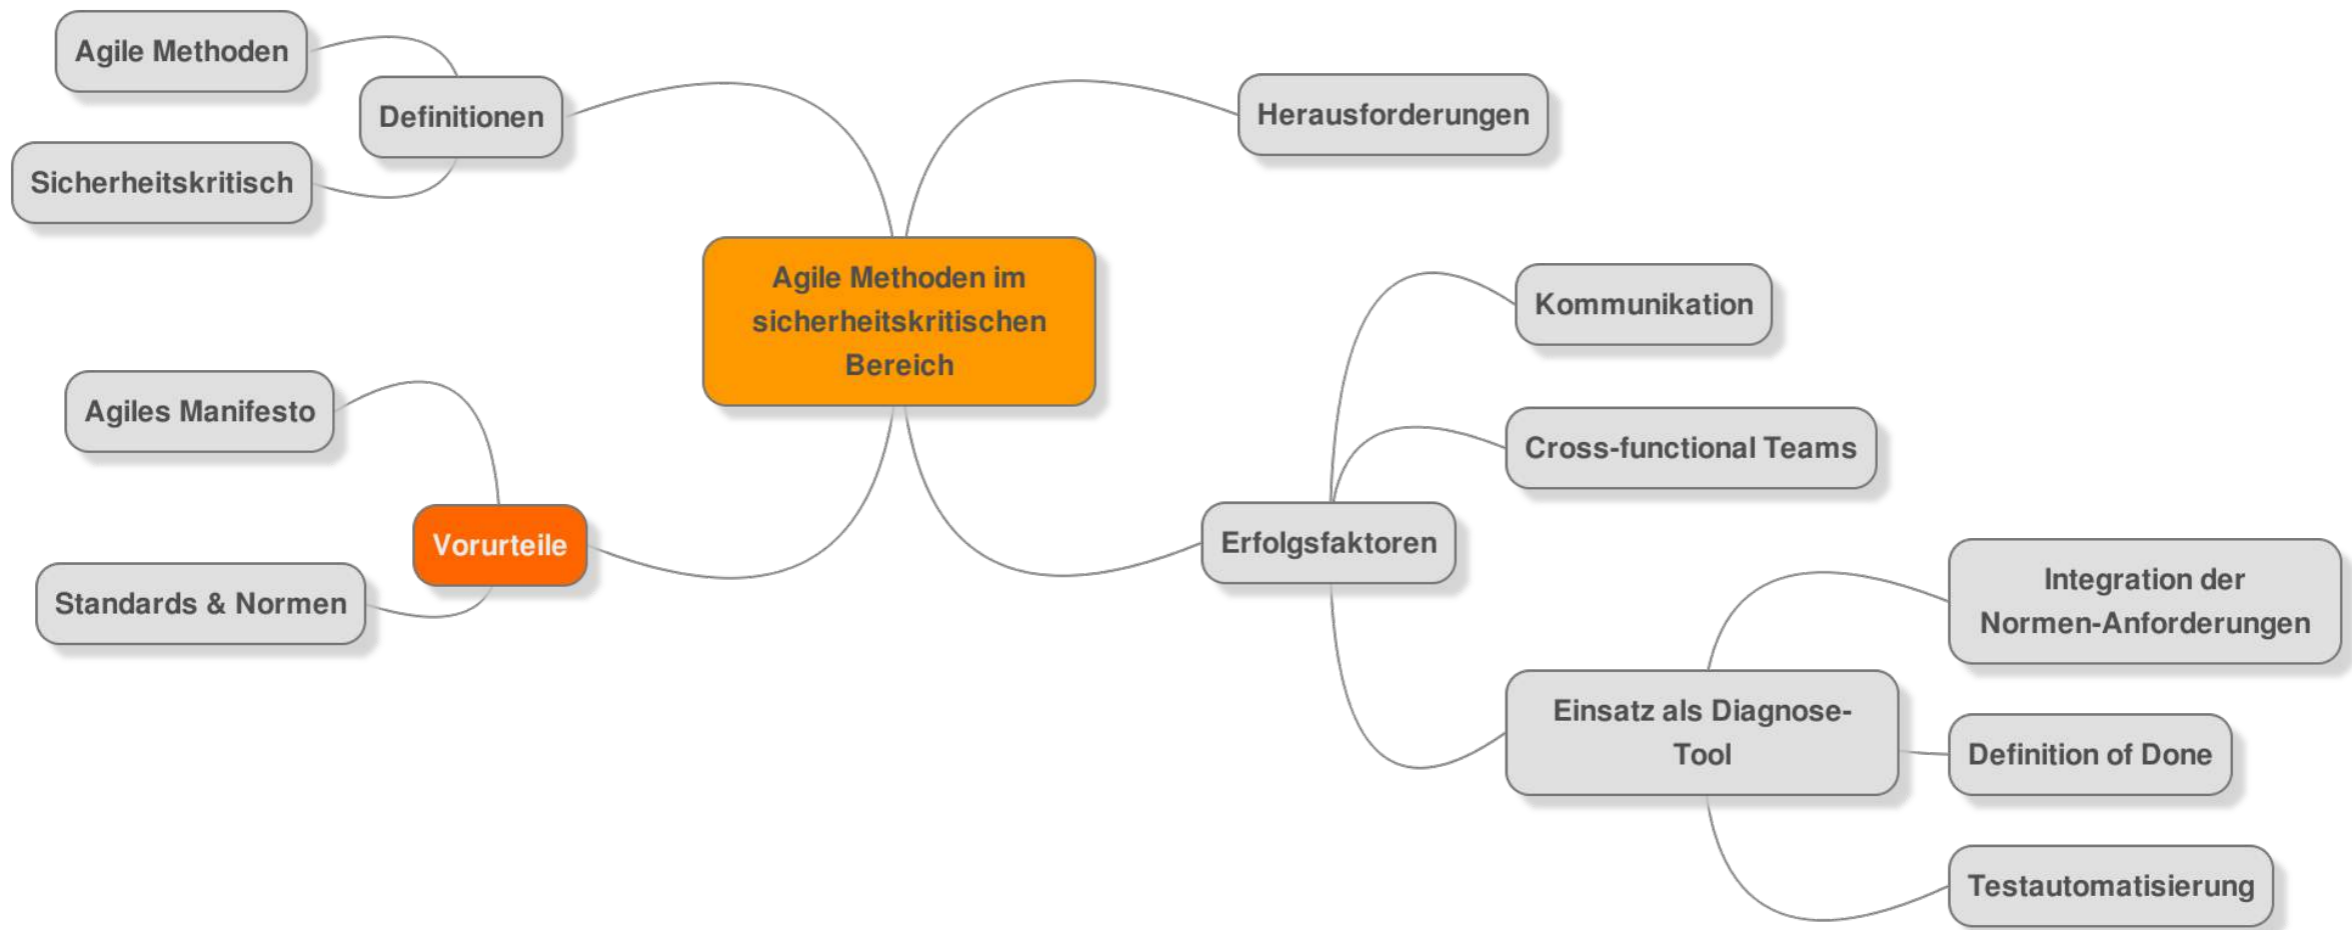 Agile Methoden
Definitionen
Sicherheitskritisch
Herausforderungen
Agile Methoden im
sicherheitskritischen
Bereich
Agiles Manifesto
Vorurteile
Standards & Normen
Kommunikation
Cross-functional Teams
Erfolgsfaktoren
Einsatz als Diagnose-
Tool
Integration der
Normen-Anforderungen
Definition of Done
Testautomatisierung